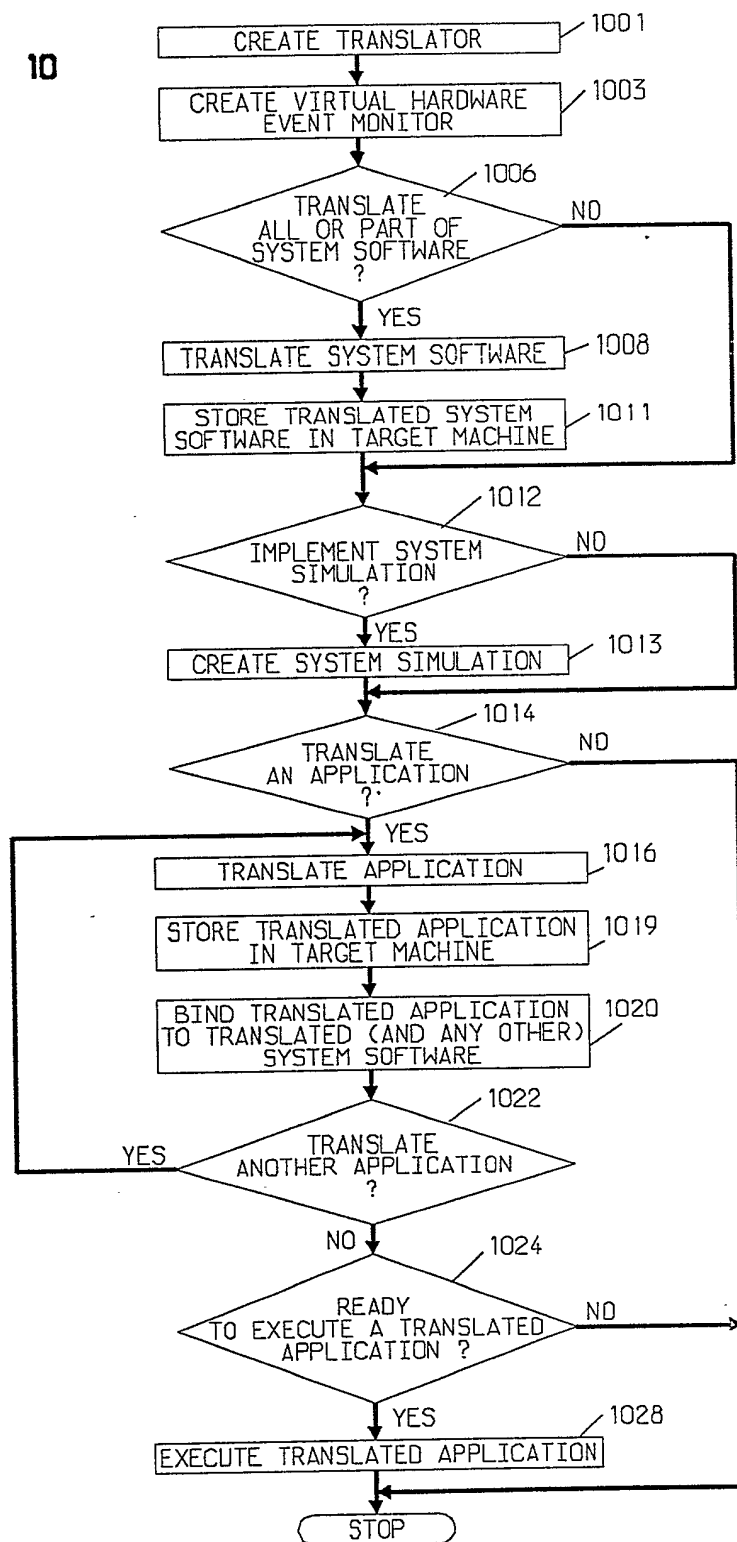 10
CREATE TRANSLATOR
1001
CREATE VIRTUAL HARDWARE
EVENT MONITOR
1003
1006
TRANSLATE
ALL OR PART OF
SYSTEM SOFTWARE
?
NO
YES
TRANSLATE SYSTEM SOFTWARE
1008
STORE TRANSLATED SYSTEM
SOFTWARE IN TARGET MACHINE
1011
1012
IMPLEMENT SYSTEM
SIMULATION
?
NO
YES
CREATE SYSTEM SIMULATION
1013
1014
TRANSLATE
AN APPLICATION
?
NO
YES
TRANSLATE APPLICATION
1016
STORE TRANSLATED APPLICATION
IN TARGET MACHINE
1019
BIND TRANSLATED APPLICATION
TO TRANSLATED (AND ANY OTHER)
SYSTEM SOFTWARE
1020
1022
YES
TRANSLATE
ANOTHER APPLICATION
?
NO
1024
READY
TO EXECUTE A TRANSLATED
APPLICATION ?
NO
YES
1028
EXECUTE TRANSLATED APPLICATION
STOP